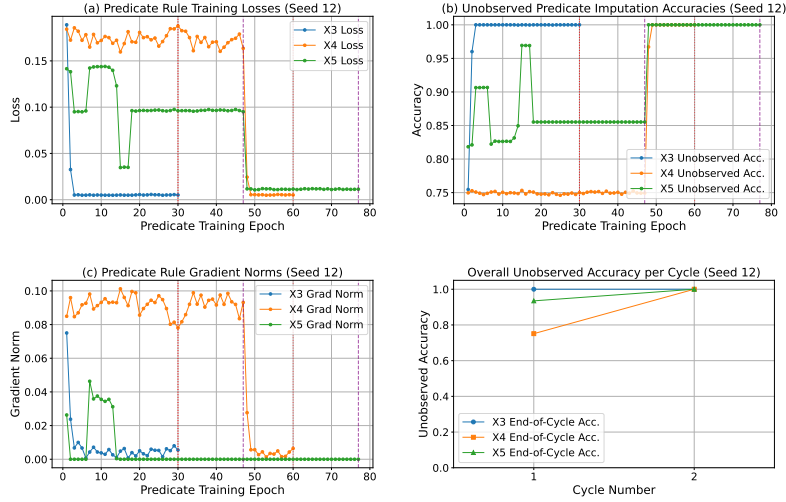 (a) Predicate Rule Training Losses (Seed 12)
Loss
0.15
0.10
0.05
0.00
X3 Loss
X4 Loss
X5 Loss
0 10 20 30 40 50 60 70 80
Predicate Training Epoch
(b) Unobserved Predicate Imputation Accuracies (Seed 12)
Accuracy
1.00
0.95
0.90
0.85
0.80
0.75
X3 Unobserved Acc.
X4 Unobserved Acc.
X5 Unobserved Acc.
0 10 20 30 40 50 60 70 80
Predicate Training Epoch
(c) Predicate Rule Gradient Norms (Seed 12)
Gradient Norm
0.10
0.08
0.06
0.04
0.02
0.00
X3 Grad Norm
X4 Grad Norm
X5 Grad Norm
0 10 20 30 40 50 60 70 80
Predicate Training Epoch
Overall Unobserved Accuracy per Cycle (Seed 12)
Unobserved Accuracy
1.0
0.8
0.6
0.4
0.2
0.0
X3 End-of-Cycle Acc.
X4 End-of-Cycle Acc.
X5 End-of-Cycle Acc.
1 2
Cycle Number